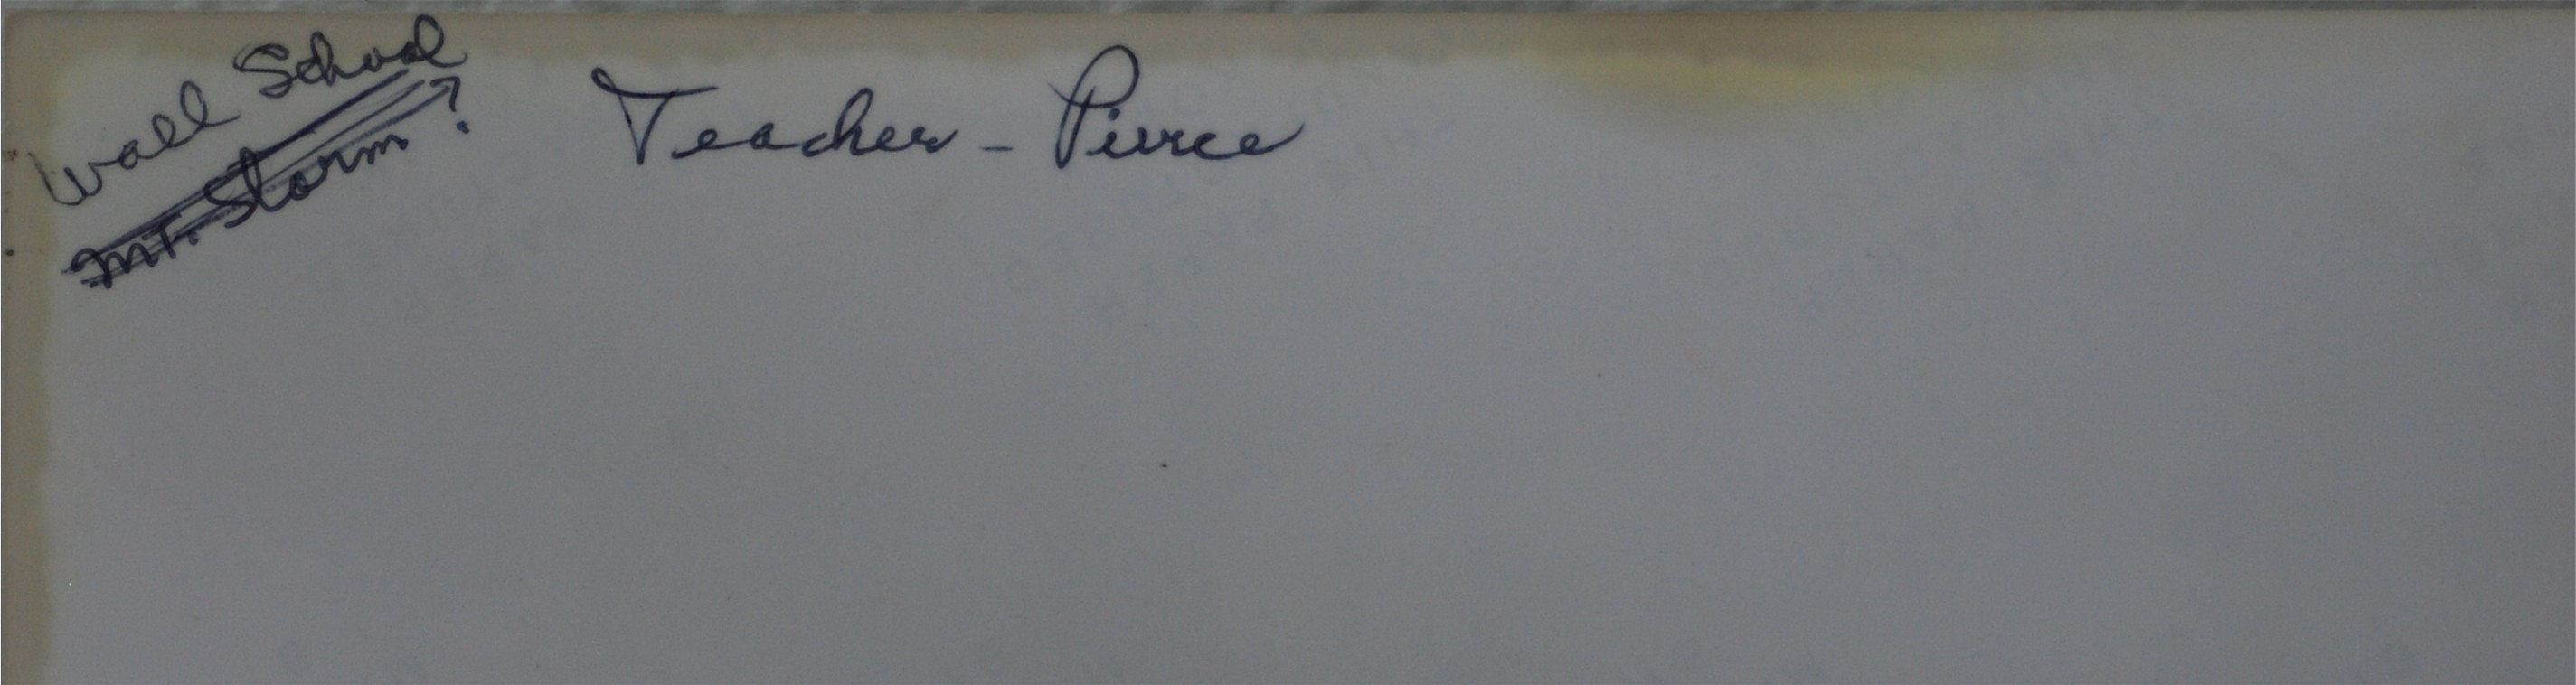 Wall School
Mt. Storm ?
Teacher - Pierce